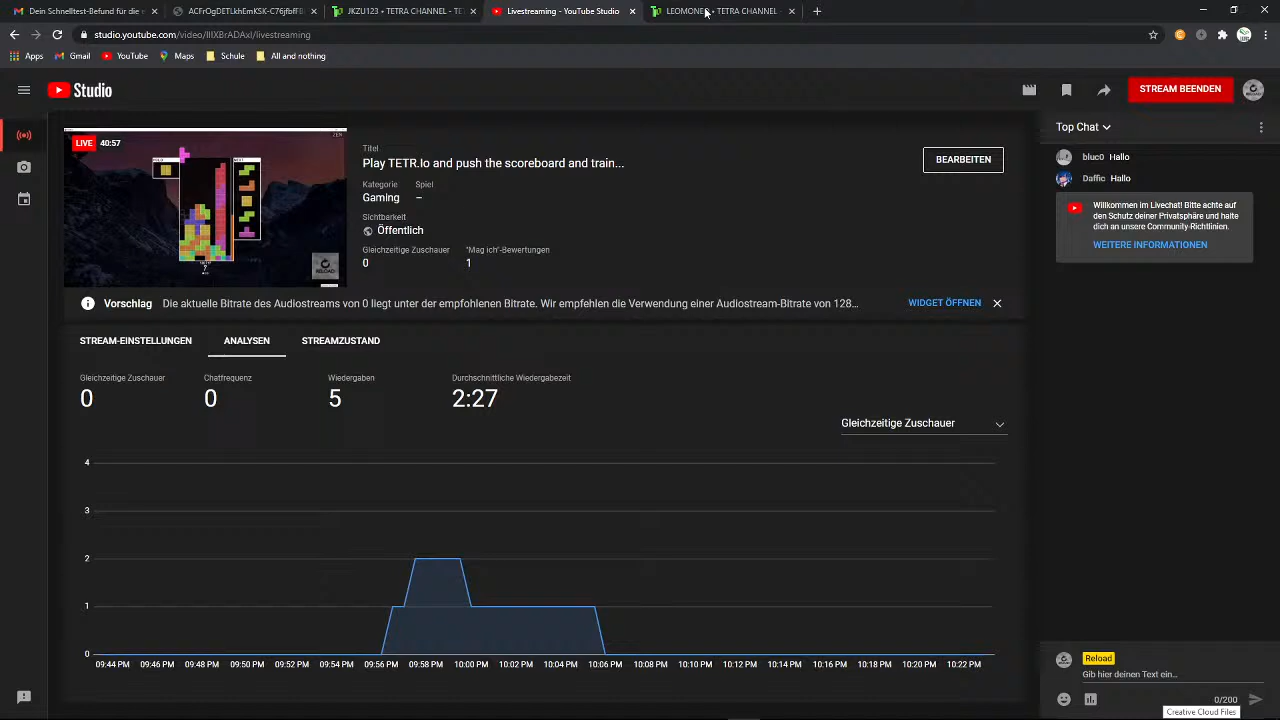 Dein Schnelltest-Befund für die v
ACFrOgDETLkhEmKSK-C76gfbfFB
JKZU123 • TETRA CHANNEL - TE
Livestreaming - YouTube Studio
LEOMONE • TETRA CHANNEL -
studio.youtube.com/video/IIIXBrADAxI/livestreaming
Apps
Gmail
YouTube
Maps
Schule
All and nothing
Studio
STREAM BEENDEN
LIVE 40:57
ZEN
HOLD
NEXT
RELOAD
Titel
Play TETR.Io and push the scoreboard and train...
Kategorie
Spiel
Gaming
–
Sichtbarkeit
Öffentlich
Gleichzeitige Zuschauer
"Mag ich"-Bewertungen
0
1
BEARBEITEN
Vorschlag
Die aktuelle Bitrate des Audiostreams von 0 liegt unter der empfohlenen Bitrate. Wir empfehlen die Verwendung einer Audiostream-Bitrate von 128...
WIDGET ÖFFNEN
STREAM-EINSTELLUNGEN
ANALYSEN
STREAMZUSTAND
Gleichzeitige Zuschauer
Chatfrequenz
Wiedergaben
Durchschnittliche Wiedergabezeit
0
0
5
2:27
Gleichzeitige Zuschauer
4
3
2
1
0
09:44 PM 09:46 PM 09:48 PM 09:50 PM 09:52 PM 09:54 PM 09:56 PM 09:58 PM 10:00 PM 10:02 PM 10:04 PM 10:06 PM 10:08 PM 10:10 PM 10:12 PM 10:14 PM 10:16 PM 10:18 PM 10:20 PM 10:22 PM
Top Chat
bluc0 Hallo
Daffic Hallo
Willkommen im Livechat! Bitte achte auf
den Schutz deiner Privatsphäre und halte
dich an unsere Community-Richtlinien.
WEITERE INFORMATIONEN
Reload
Gib hier deinen Text ein...
0/200
Creative Cloud Files